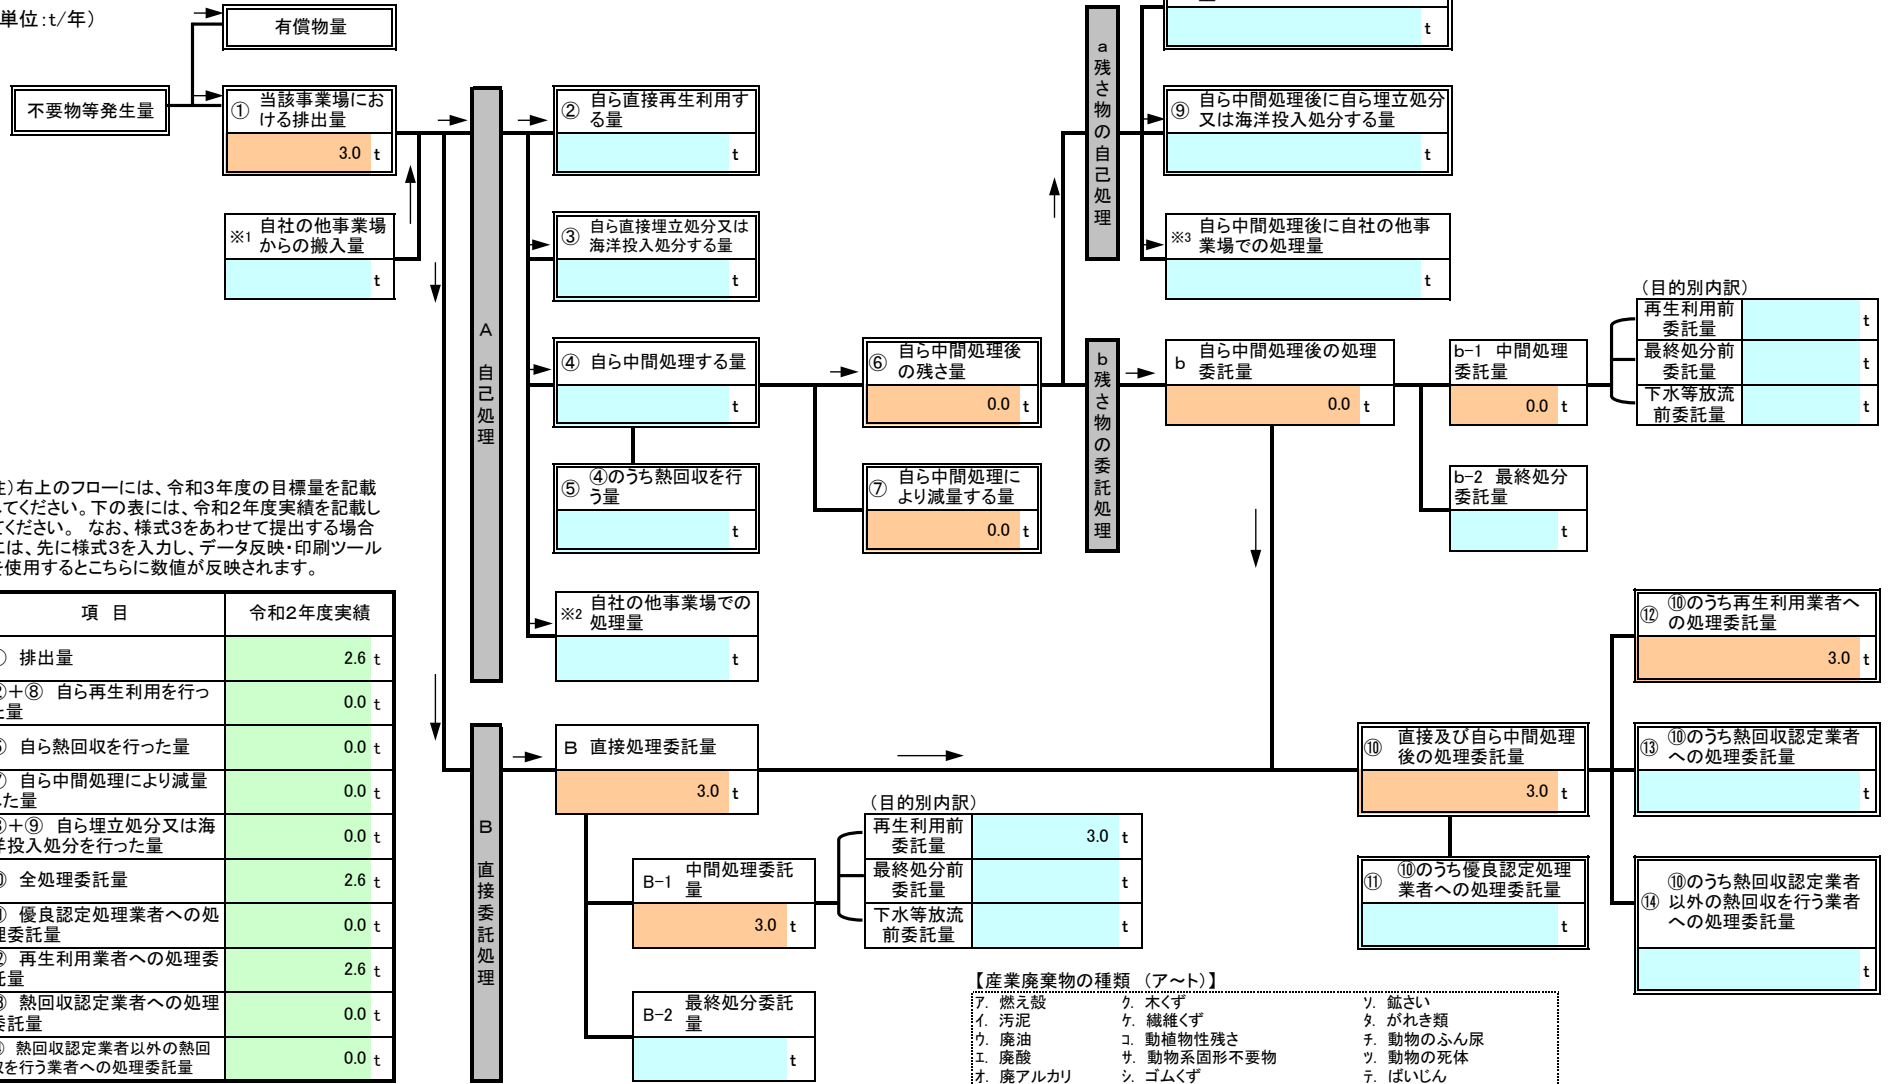 単位:t/年)
有償物量
不要物等発生量
① 当該事業場にお
ける排出量
3.0 t
※1 自社の他事業場
からの搬入量
t
A 自己処理
② 自ら直接再生利用す
る量
t
③ 自ら直接埋立処分又は
海洋投入処分する量
t
④ 自ら中間処理する量
t
⑤ ④のうち熱回収を行
う量
t
※2 自社の他事業場での
処理量
t
⑥ 自ら中間処理後
の残さ量
0.0 t
⑦ 自ら中間処理に
より減量する量
0.0 t
a 残さ物の自己処理
t
⑨ 自ら中間処理後に自ら埋立処分
又は海洋投入処分する量
t
※3 自ら中間処理後に自社の他事
業場での処理量
t
b 残さ物の委託処理
b 自ら中間処理後の処理
委託量
0.0 t
b-1 中間処理
委託量
0.0 t
b-2 最終処分
委託量
t
(目的別内訳)
再生利用前
委託量
t
最終処分前
委託量
t
下水等放流
前委託量
t
注)右上のフローには、令和3年度の目標量を記載
してください。下の表には、令和2年度実績を記載し
てください。 なお、様式3をあわせて提出する場合
には、先に様式3を入力し、データ反映・印刷ツール
を使用するとこちらに数値が反映されます。
項 目 令和2年度実績
排出量 2.6 t
②+⑧ 自ら再生利用を行っ
た量 0.0 t
自ら熱回収を行った量 0.0 t
自ら中間処理により減量
した量 0.0 t
③+⑨ 自ら埋立処分又は海
洋投入処分を行った量 0.0 t
全処理委託量 2.6 t
優良認定処理業者への処
理委託量 0.0 t
再生利用業者への処理委
託量 2.6 t
熱回収認定業者への処理
委託量 0.0 t
熱回収認定業者以外の熱回
収を行う業者への処理委託量 0.0 t
B 直接委託処理
B 直接処理委託量
3.0 t
B-1 中間処理委託
量
3.0 t
B-2 最終処分委託
量
t
(目的別内訳)
再生利用前
委託量
3.0 t
最終処分前
委託量
t
下水等放流
前委託量
t
⑩ 直接及び自ら中間処理
後の処理委託量
3.0 t
⑪ ⑩のうち優良認定処理
業者への処理委託量
t
⑫ ⑩のうち再生利用業者へ
の処理委託量
3.0 t
⑬ ⑩のうち熱回収認定業者
への処理委託量
t
⑭ ⑩のうち熱回収認定業者
以外の熱回収を行う業者
への処理委託量
t
【産業廃棄物の種類 (ア~ト)】
ア. 燃え殻 ク. 木くず ソ. 鉱さい
イ. 汚泥 ケ. 繊維くず タ. がれき類
ウ. 廃油 コ. 動植物性残さ チ. 動物のふん尿
エ. 廃酸 サ. 動物系固形不要物 ツ. 動物の死体
オ. 廃アルカリ シ. ゴムくず テ. ばいじん